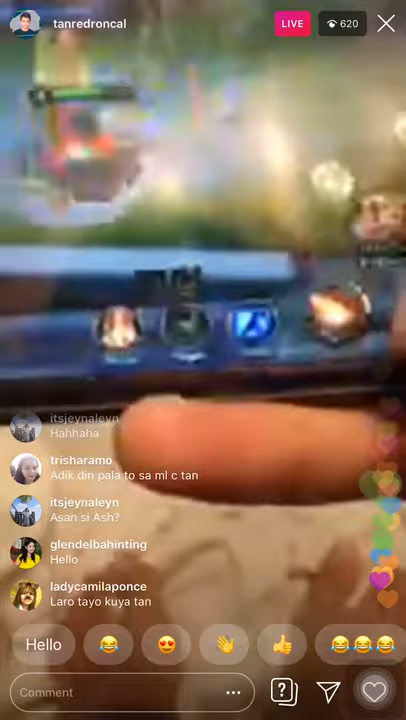 tanredroncal
LIVE
620
itsjeynaleyn
Hahhaha
trisharamo
Adik din pala to sa ml c tan
itsjeynaleyn
Asan si Ash?
glendelbahinting
Hello
ladycamilaponce
Laro tayo kuya tan
Hello
Comment